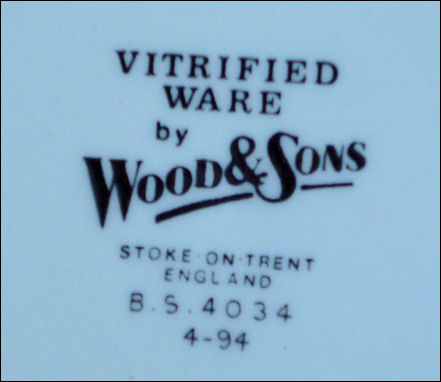 VITRIFIED
WARE
by
WOOD & SONS
STOKE-ON-TRENT
ENGLAND
B.S. 4034
4-94